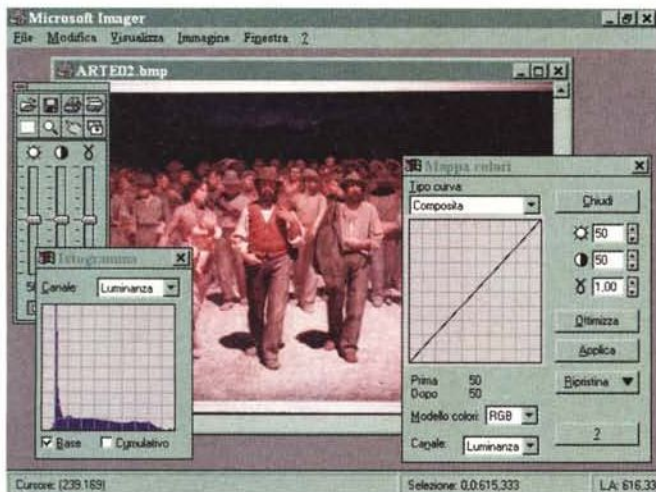 Microsoft Imager
File Modifica Visualizza Immagine Finestra ?
ARTE02.bmp
Mappa colori
Tipo curva:
Composita
Chiudi
50
50
1,00
Ottimizza
Applica
Prima 50
Dopo 50
Ripristina
Modello colori: RGB
Canale: Luminanza
?
Istogramma
Canale: Luminanza
Base Cumulativo
Cursore: (239,169)
Selezione: 0,0:615,333
L,A: 616,33